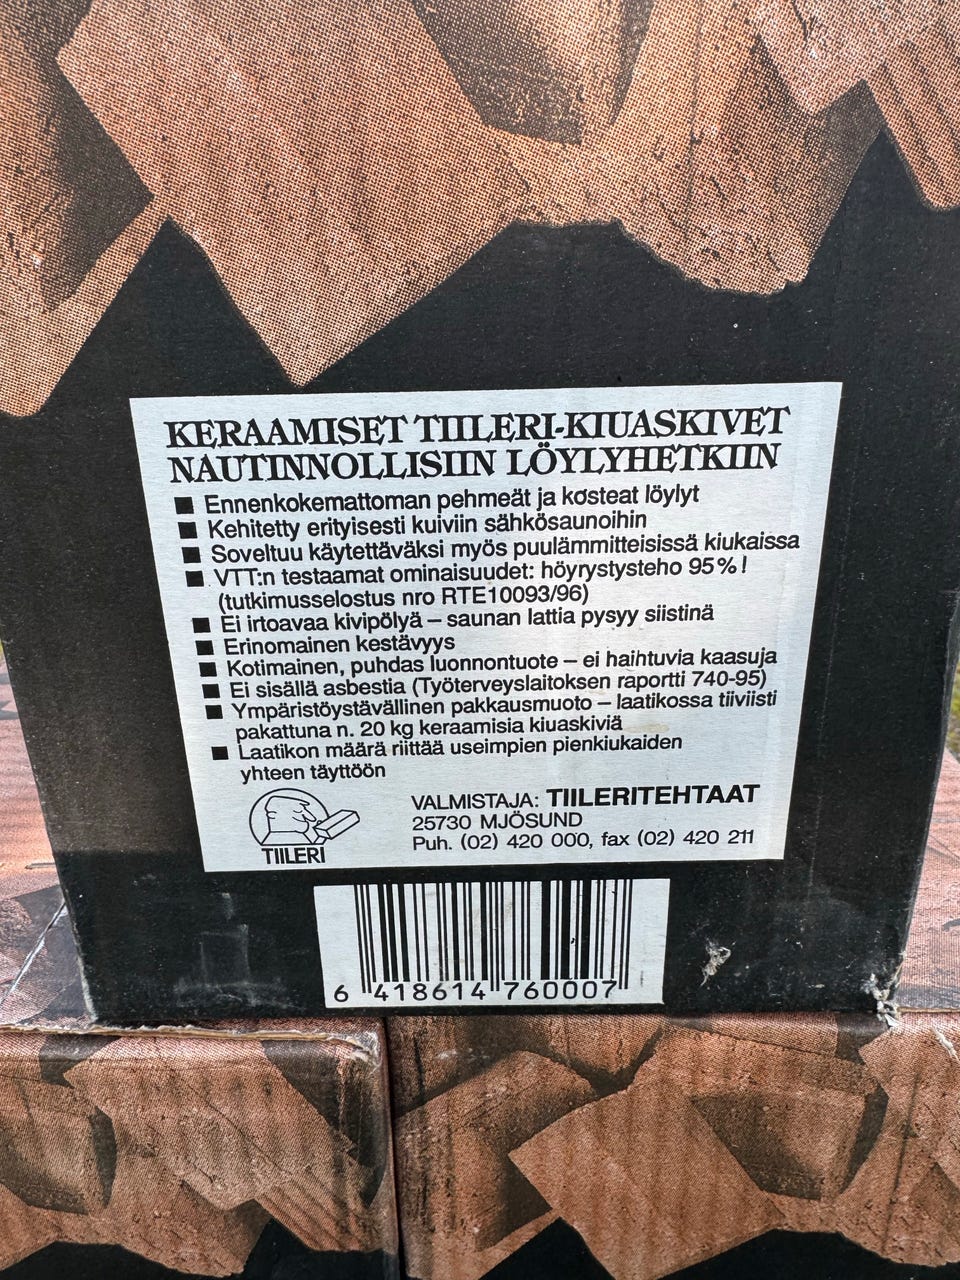 KERAAMISET TIILERI-KIUASKIVET
NAUTINNOLLISIIN LÖYLYHETKIIN
■ Ennenkokemattoman pehmeät ja kosteat löylyt
■ Kehitetty erityisesti kuiviin sähkösaunoihin
■ Soveltuu käytettäväksi myös puulämmitteisissä kiukaissa
■ VTT:n testaamat ominaisuudet: höyrystysteho 95%!
(tutkimusselostus nro RTE10093/96)
■ Ei irtoavaa kivipölyä – saunan lattia pysyy siistinä
■ Erinomainen kestävyys
■ Kotimainen, puhdas luonnontuote – ei haihtuvia kaasuja
■ Ei sisällä asbestia (Työterveyslaitoksen raportti 740-95)
■ Ympäristöystävällinen pakkausmuoto – laatikossa tiiviisti
pakattuna n. 20 kg keraamisia kiuaskiviä
■ Laatikon määrä riittää useimpien pienkiukaiden
yhteen täyttöön
TIILERI
VALMISTAJA: TIILERITEHTAAT
25730 MJÖSUND
Puh. (02) 420 000, fax (02) 420 211
6 418614 760007